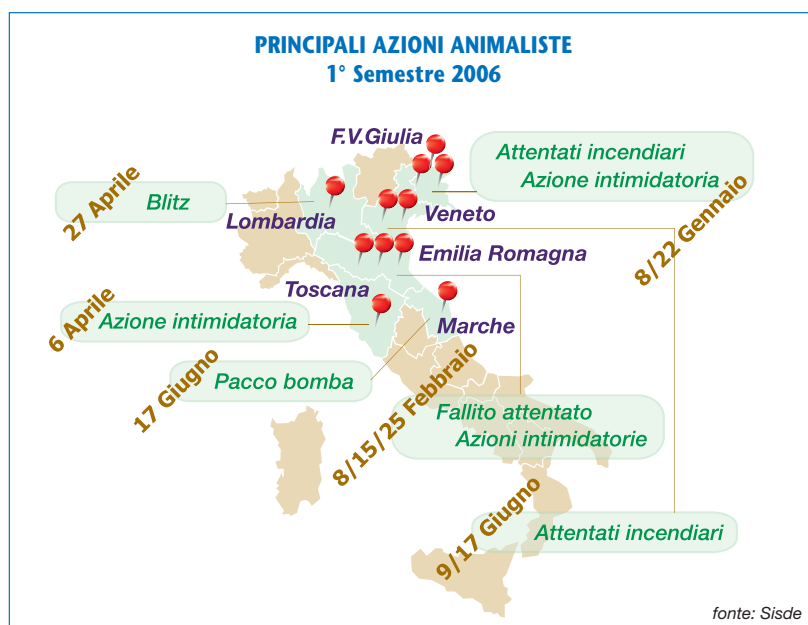 PRINCIPALI AZIONI ANIMALISTE
1° Semestre 2006
F.V.Giulia
Attentati incendiari
Azione intimidatoria
8/22 Gennaio
27 Aprile
Blitz
Lombardia
Veneto
Emilia Romagna
Toscana
6 Aprile
Azione intimidatoria
Marche
17 Giugno
Pacco bomba
8/15/25 Febbraio
Fallito attentato
Azioni intimidatorie
9/17 Giugno
Attentati incendiari
fonte: Sisde